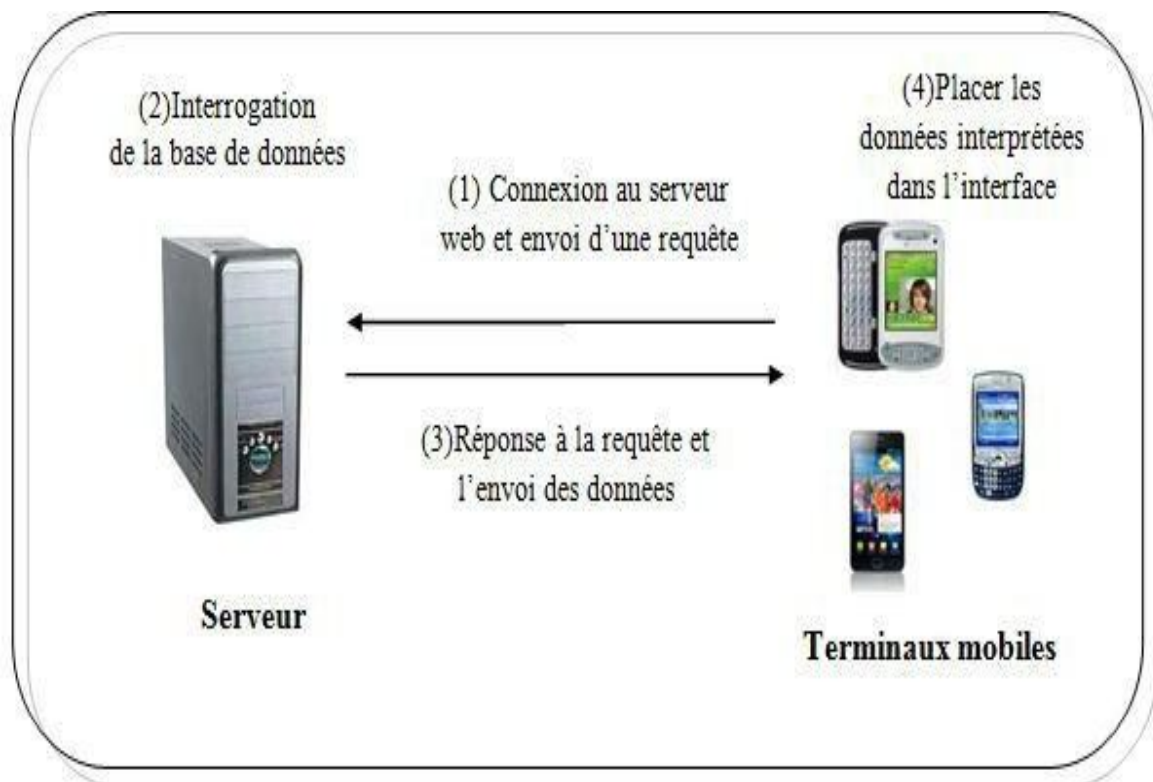 (2)Interrogation
de la base de données
(1) Connexion au serveur
web et envoi d’une requête
(4)Placer les
données interprétées
dans l’interface
(3)Réponse à la requête et
l’envoi des données
Serveur
Terminaux mobiles